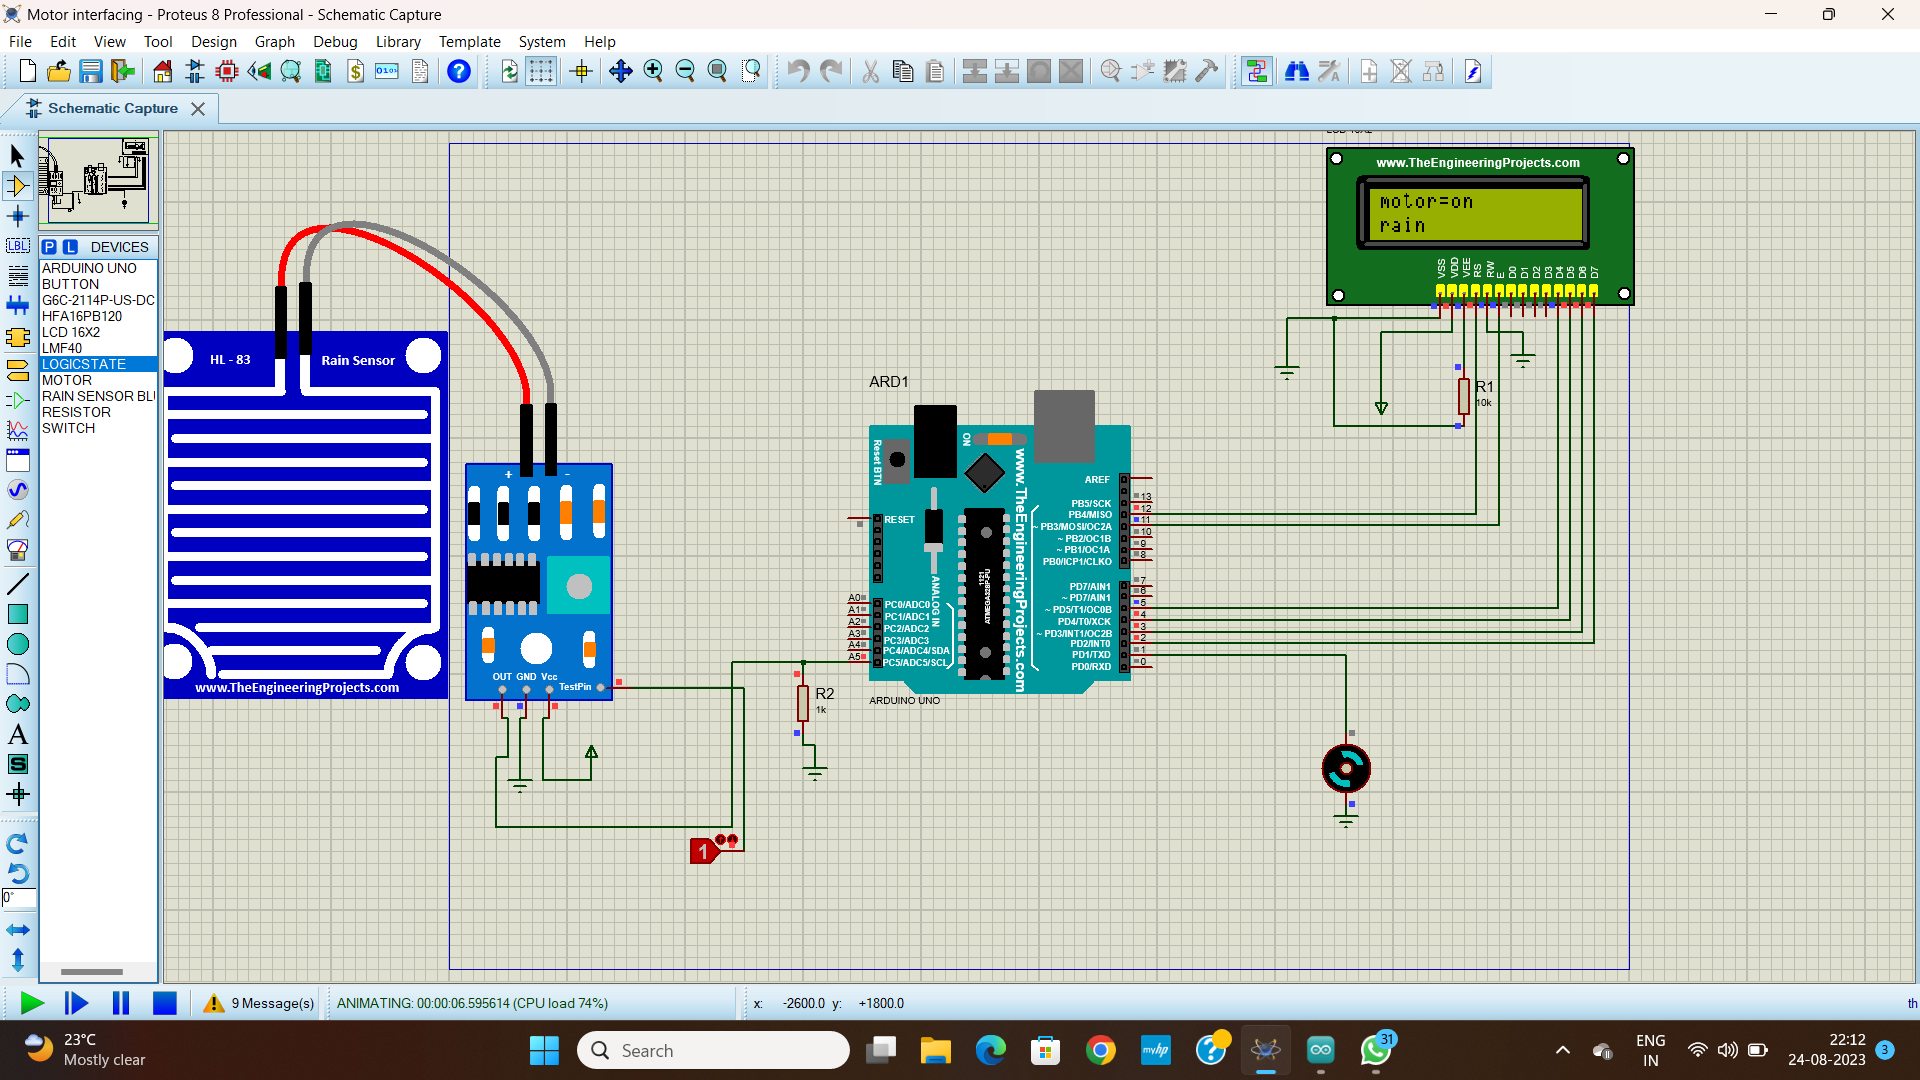 Motor interfacing - Proteus 8 Professional - Schematic Capture
File Edit View Tool Design Graph Debug Library Template System Help
Schematic Capture
P L DEVICES
ARDUINO UNO
BUTTON
G6C-2114P-US-DC
HFA16PB120
LCD 16X2
LMF40
LOGICSTATE
MOTOR
RAIN SENSOR BL
RESISTOR
SWITCH
LBL
A
S
0°
HL - 83
Rain Sensor
www.TheEngineeringProjects.com
+ -
OUT GND Vcc
TestPin
1
R2
1k
ARD1
Reset BTN
ON
www.TheEngineeringProjects.com
RESET
ANALOG IN
ATMEGA328P-PU
1121
A0
A1
A2
A3
A4
A5
PC0/ADC0
PC1/ADC1
PC2/ADC2
PC3/ADC3
PC4/ADC4/SDA
PC5/ADC5/SCL
AREF
PB5/SCK 13
PB4/MISO 12
~ PB3/MOSI/OC2A 11
~ PB2/OC1B 10
~ PB1/OC1A 9
PB0/ICP1/CLKO 8
PD7/AIN1 7
~ PD7/AIN1 6
~ PD5/T1/OC0B 5
PD4/T0/XCK 4
~ PD3/INT1/OC2B 3
PD2/INT0 2
PD1/TXD 1
PD0/RXD 0
ARDUINO UNO
www.TheEngineeringProjects.com
motor=on
rain
VSS VDD VEE RS RW E D0 D1 D2 D3 D4 D5 D6 D7
R1
10k
9 Message(s)
ANIMATING: 00:00:06.595614 (CPU load 74%)
x: -2600.0 y: +1800.0
th
23°C
Mostly clear
Search
myhp
31
ENG
IN
22:12
24-08-2023
3